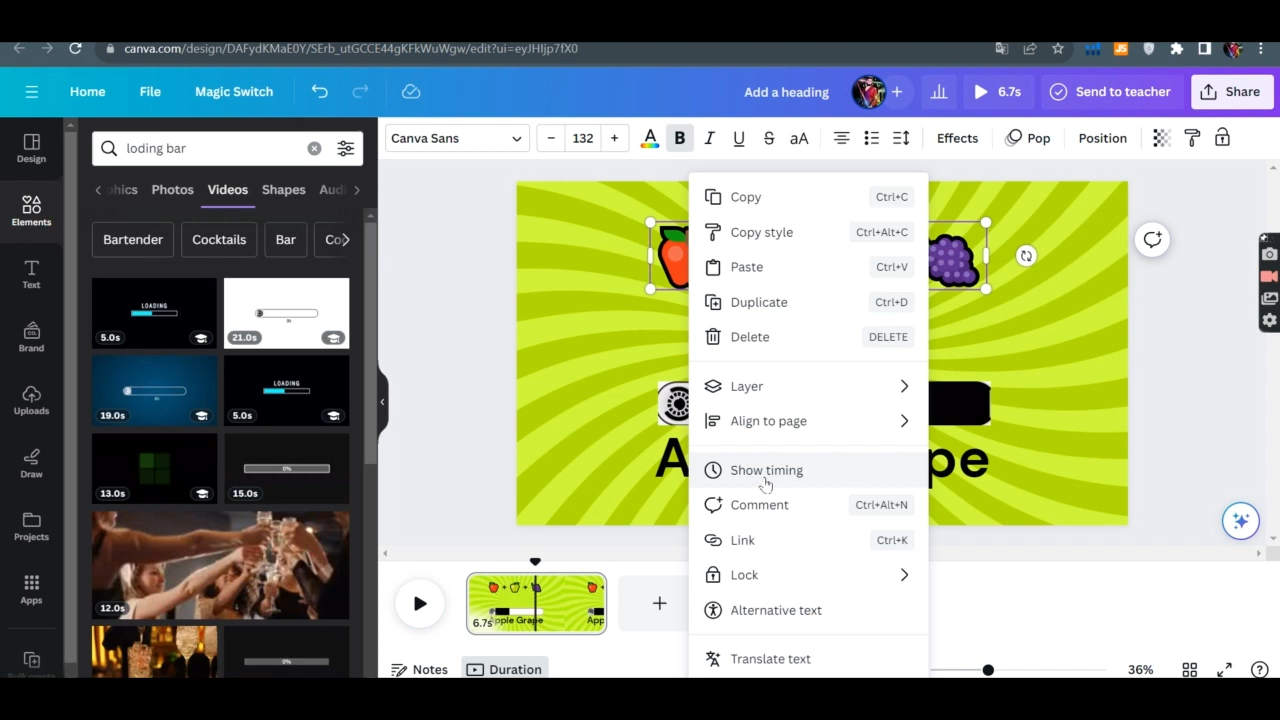 canva.com/design/DAFydKMaE0Y/SErb_utGCCE44gKFkWuWgw/edit?ui=eyJHIjp7fX0
JS
Home
File
Magic Switch
Add a heading
6.7s
Send to teacher
Share
Design
Elements
Text
Brand
Uploads
Draw
Projects
Apps
loding bar
Photos
Videos
Shapes
Bartender
Cocktails
Bar
LOADING
5.0s
21.0s
19.0s
LOADING
5.0s
13.0s
0%
15.0s
12.0s
0%
Canva Sans
132
A
B
I
U
S
aA
Effects
Pop
Position
Copy
Ctrl+C
Copy style
Ctrl+Alt+C
Paste
Ctrl+V
Duplicate
Ctrl+D
Delete
DELETE
Layer
Align to page
Show timing
Comment
Ctrl+Alt+N
Link
Ctrl+K
Lock
Alternative text
Translate text
6.7s
Notes
Duration
36%